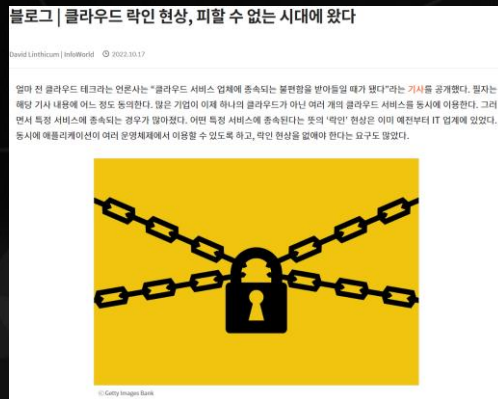 블로그 | 클라우드 락인 현상, 피할 수 없는 시대에 왔다
David Linthicum | InfoWorld 2022.10.17
얼마 전 클라우드 테크라는 언론사는 “클라우드 서비스 업체에 종속되는 불편함을 받아들일 때가 됐다”라는 기사를 공개했다. 필자는
해당 기사 내용에 어느 정도 동의한다. 많은 기업이 이제 하나의 클라우드가 아닌 여러 개의 클라우드 서비스를 동시에 이용한다. 그러
면서 특정 서비스에 종속되는 경우가 많아졌다. 어떤 특정 서비스에 종속된다는 뜻의 ‘락인’ 현상은 이미 예전부터 IT 업계에 있었다.
동시에 애플리케이션이 여러 운영체제에서 이용할 수 있도록 하고, 락인 현상을 없애야 한다는 요구도 많았다.
© Getty Images Bank